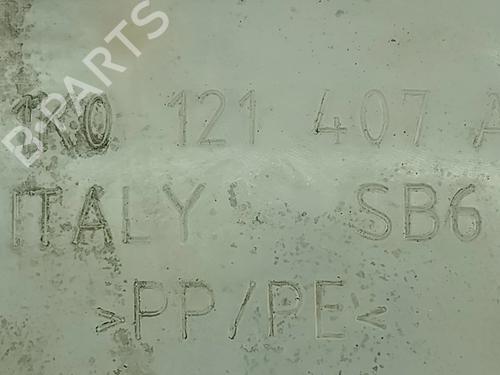 B-PARTS
1K0 121 407 A
ITALY SB6
>PP/PE<